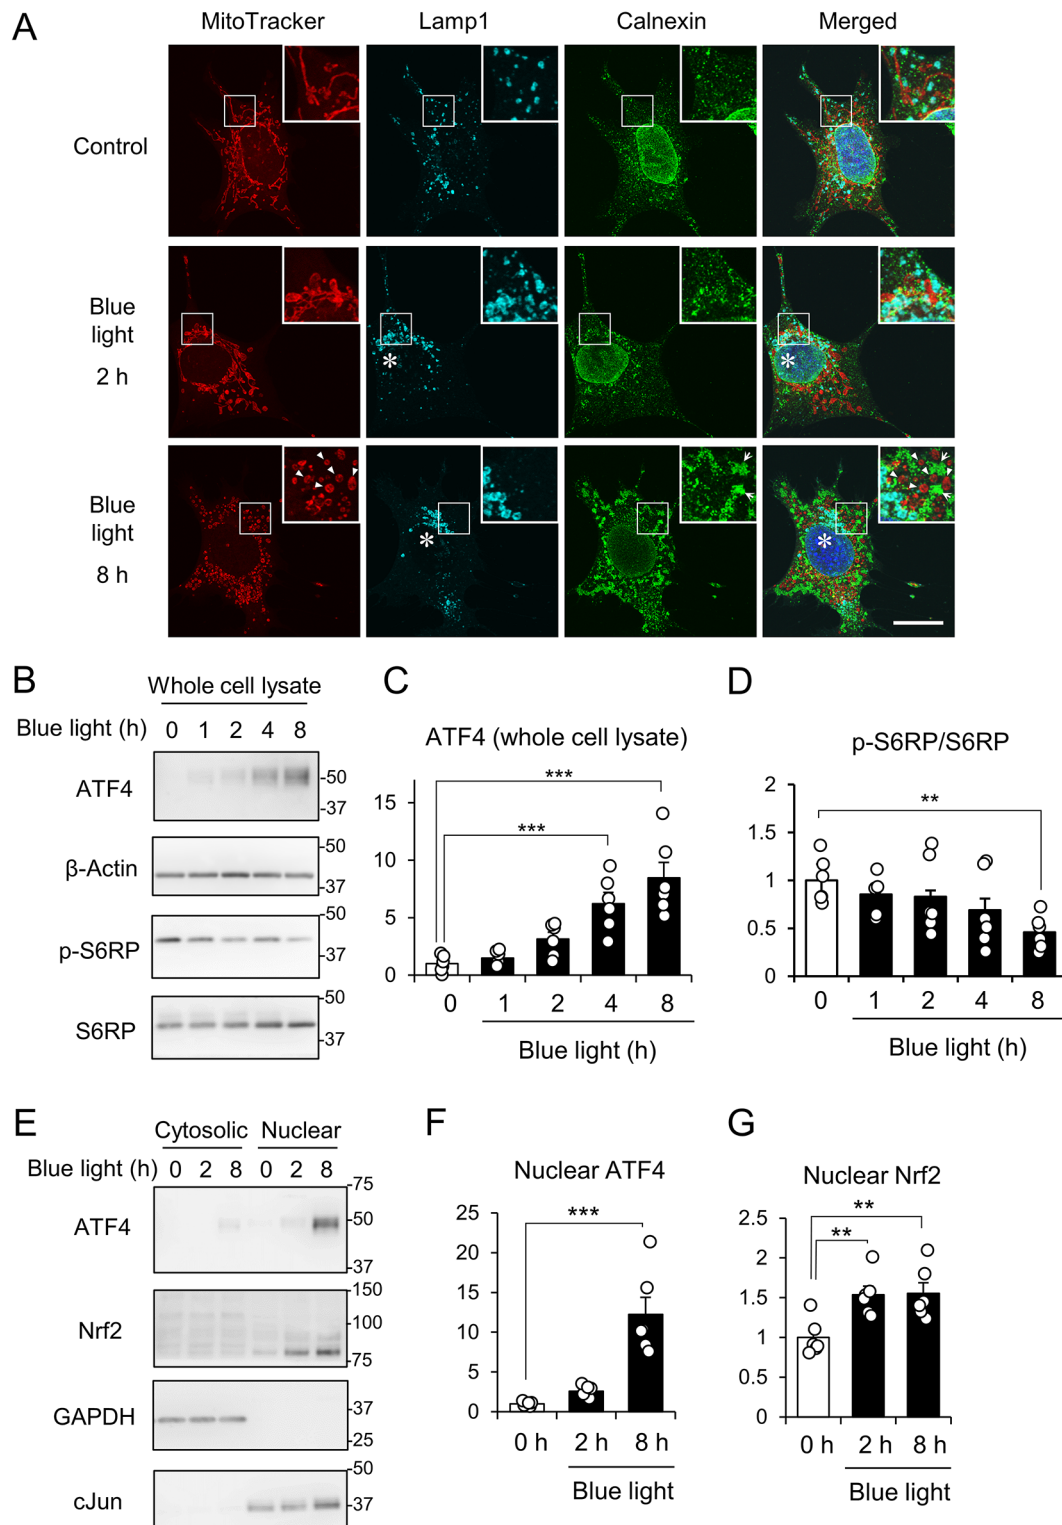 A
MitoTracker Lamp1 Calnexin Merged
Control
Blue
light
2 h
*
*
Blue
light
8 h
*
*
B
Whole cell lysate
Blue light (h) 0 1 2 4 8
ATF4
-50
-37
β-Actin
-50
-37
p-S6RP
-50
-37
S6RP
-50
-37
C
ATF4 (whole cell lysate)
***
***
15
10
5
0
0 1 2 4 8
Blue light (h)
D
p-S6RP/S6RP
**
2
1.5
1
0.5
0
0 1 2 4 8
Blue light (h)
E
Cytosolic Nuclear
Blue light (h) 0 2 8 0 2 8
ATF4
-75
-50
-37
Nrf2
-150
-100
-75
GAPDH
-37
-25
cJun
-50
-37
F
Nuclear ATF4
***
25
20
15
10
5
0
0 h 2 h 8 h
Blue light
G
Nuclear Nrf2
**
**
2.5
2
1.5
1
0.5
0
0 h 2 h 8 h
Blue light